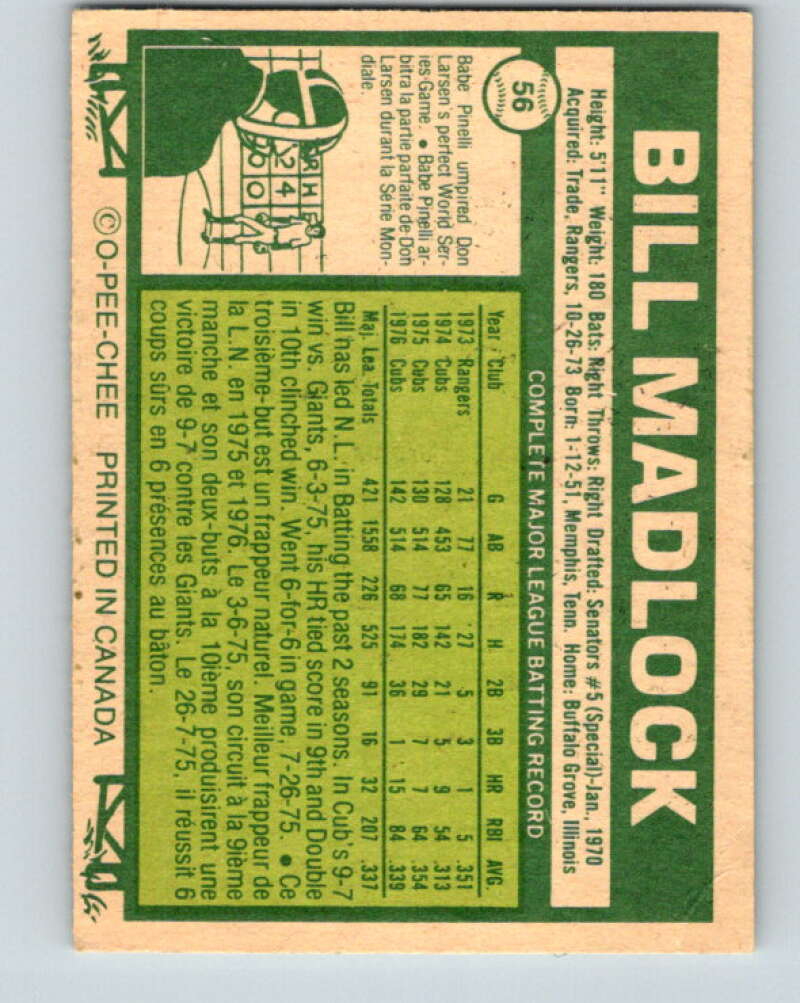 56
BILL MADLOCK
Height: 5'11" Weight: 180 Bats: Right Throws: Right Drafted: Senators #5 (Special)-Jan., 1970
Acquired: Trade, Rangers, 10-26-73 Born: 1-12-51, Memphis, Tenn. Home: Buffalo Grove, Illinois
COMPLETE MAJOR LEAGUE BATTING RECORD
Year Club G AB R H 2B 3B HR RBI AVG.
1973 Rangers 21 77 16 27 5 3 1 5 .351
1974 Cubs 128 453 65 142 21 5 9 54 .313
1975 Cubs 130 514 77 182 29 7 7 64 .354
1976 Cubs 142 514 68 174 36 1 15 84 .339
Maj. Lea. Totals 421 1558 226 525 91 16 32 207 .337
Bill has led N.L. in Batting the past 2 seasons. In Cub's 9-7
win vs. Giants, 6-3-75, his HR tied score in 9th and Double
in 10th clinched win. Went 6-for-6 in game, 7-26-75. • Ce
troisième-but est un frappeur naturel. Meilleur frappeur de
la L.N. en 1975 et 1976. Le 3-6-75, son circuit à la 9ième
manche et son deux-buts à la 10ième produisirent une
victoire de 9-7 contre les Giants. Le 26-7-75, il réussit 6
coups sûrs en 6 présences au bâton.
Babe Pinelli umpired Don
Larsen's perfect World Ser-
ies Game. • Babe Pinelli ar-
bitra la partie parfaite de Don
Larsen durant la Série Mon-
diale.
R H E
2 4 1
0 0 0
©O-PEE-CHEE PRINTED IN CANADA